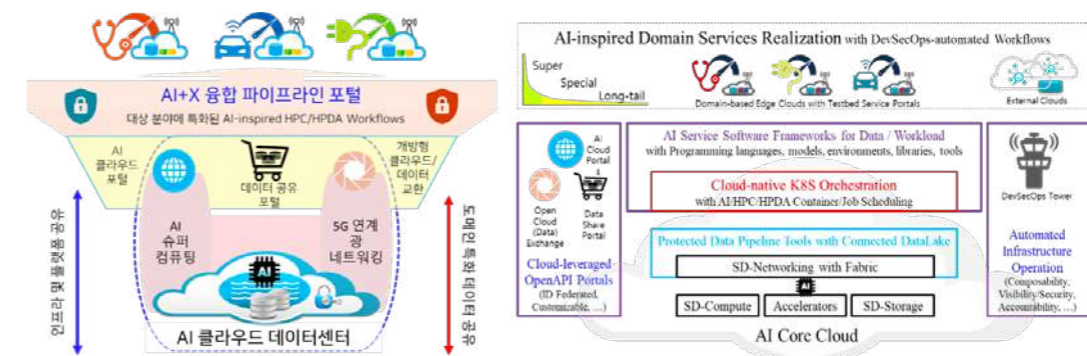 AI+X 융합 파이프라인 포털
대상 분야에 특화된 AI-inspired HPC/HPDA Workflows
AI
클라우드
포털
데이터 공유
포털
개방형
클라우드/
데이터
교환
AI
슈퍼
컴퓨팅
5G 연계
광
네트워킹
AI
AI 클라우드 데이터센터
인프라 및 플랫폼 공유
도메인 특화 데이터 공유
AI-inspired Domain Services Realization with DevSecOps-automated Workflows
Super
Special
Long-tail
Domain-based Edge Clouds with Testbed Service Portals
External Clouds
AI
Cloud
Portal
Open
Cloud
(Data)
Exchange
Data
Share
Portal
Cloud-leveraged
OpenAPI Portals
(ID Federated,
Customizable, ...)
AI Service Software Frameworks for Data / Workload
with Programming languages, models, environments, libraries, tools
Cloud-native K8S Orchestration
with AI/HPC/HPDA Container/Job Scheduling
Protected Data Pipeline Tools with Connected DataLake
SD-Networking with Fabric
AI
SD-Compute
Accelerators
SD-Storage
AI Core Cloud
DevSecOps Tower
Automated
Infrastructure
Operation
(Composability,
Visibility/Security,
Accountability, ...)